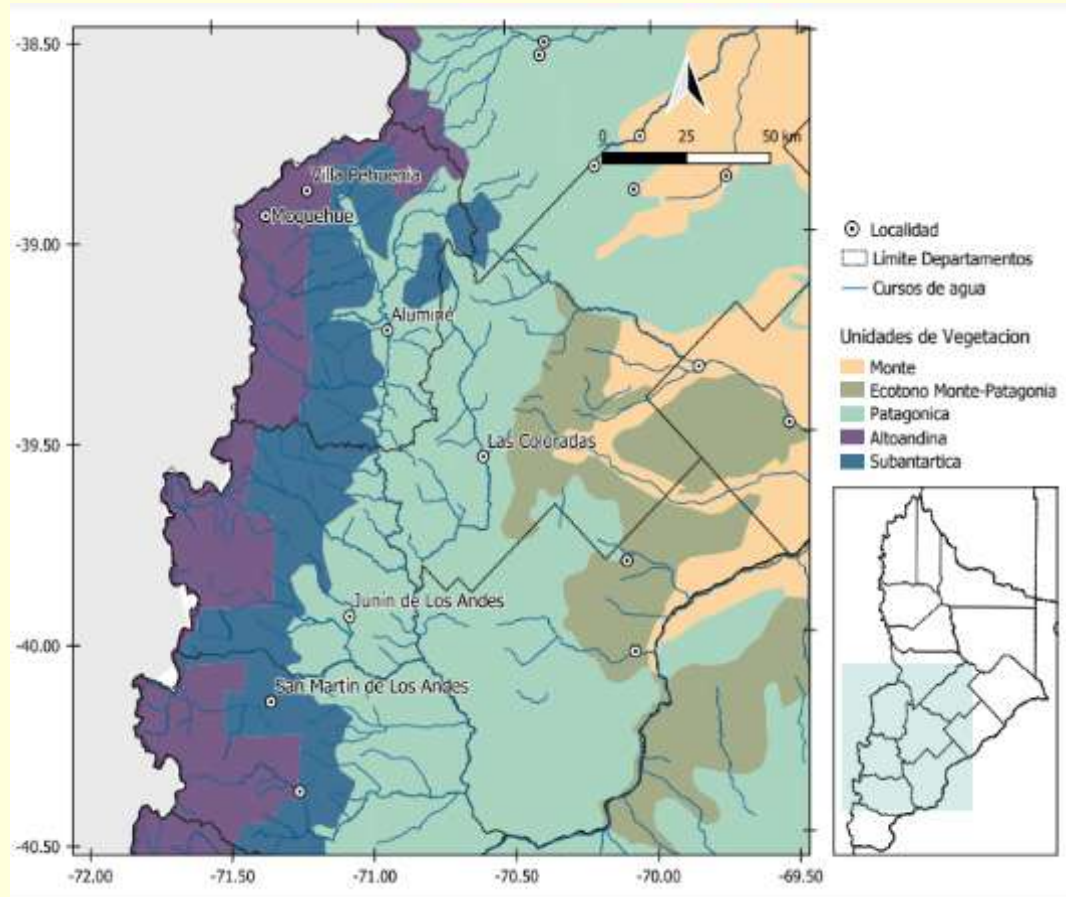 -38.50
-39.00
-39.50
-40.00
-40.50
-72.00
-71.50
-71.00
-70.50
-70.00
-69.50
0 25 50 km
Villa Pehuenia
Moquehue
Aluminé
Las Coloradas
Junin de Los Andes
San Martin de Los Andes
Localidad
Límite Departamentos
Cursos de agua
Unidades de Vegetacion
Monte
Ecotono Monte-Patagonia
Patagonica
Altoandina
Subantartica